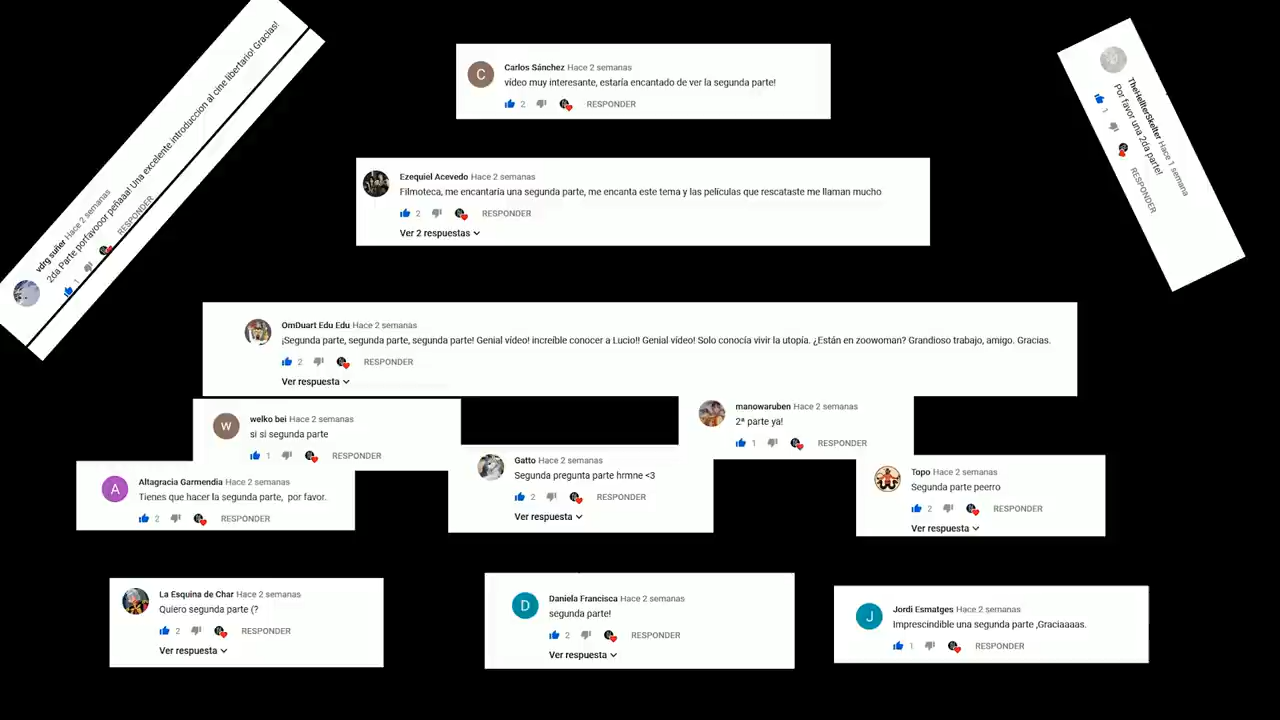 vdrg suñer Hace 2 semanas
2da Parte porfavooor peñaaa! Una excelente introduccion al cine libertario! Gracias!
1 RESPONDER
Carlos Sánchez Hace 2 semanas
vídeo muy interesante, estaría encantado de ver la segunda parte!
2 RESPONDER
TheHellterSkelter Hace 1 semana
Por favor una 2da parte!
1 RESPONDER
Ezequiel Acevedo Hace 2 semanas
Filmoteca, me encantaría una segunda parte, me encanta este tema y las películas que rescataste me llaman mucho
2 RESPONDER
Ver 2 respuestas
OmDuart Edu Edu Hace 2 semanas
¡Segunda parte, segunda parte, segunda parte! Genial vídeo! increíble conocer a Lucio!! Genial vídeo! Solo conocía vivir la utopía. ¿Están en zoowoman? Grandioso trabajo, amigo. Gracias.
2 RESPONDER
Ver respuesta
W
welko bei Hace 2 semanas
si si segunda parte
1 RESPONDER
manowaruben Hace 2 semanas
2ª parte ya!
1 RESPONDER
Gatto Hace 2 semanas
Segunda pregunta parte hrmne <3
2 RESPONDER
Ver respuesta
A
Altagracia Garmendia Hace 2 semanas
Tienes que hacer la segunda parte, por favor.
2 RESPONDER
Topo Hace 2 semanas
Segunda parte peerro
2 RESPONDER
Ver respuesta
La Esquina de Char Hace 2 semanas
Quiero segunda parte (?
2 RESPONDER
Ver respuesta
D
Daniela Francisca Hace 2 semanas
segunda parte!
2 RESPONDER
Ver respuesta
J
Jordi Esmatges Hace 2 semanas
Imprescindible una segunda parte ,Graciaaaas.
1 RESPONDER
C